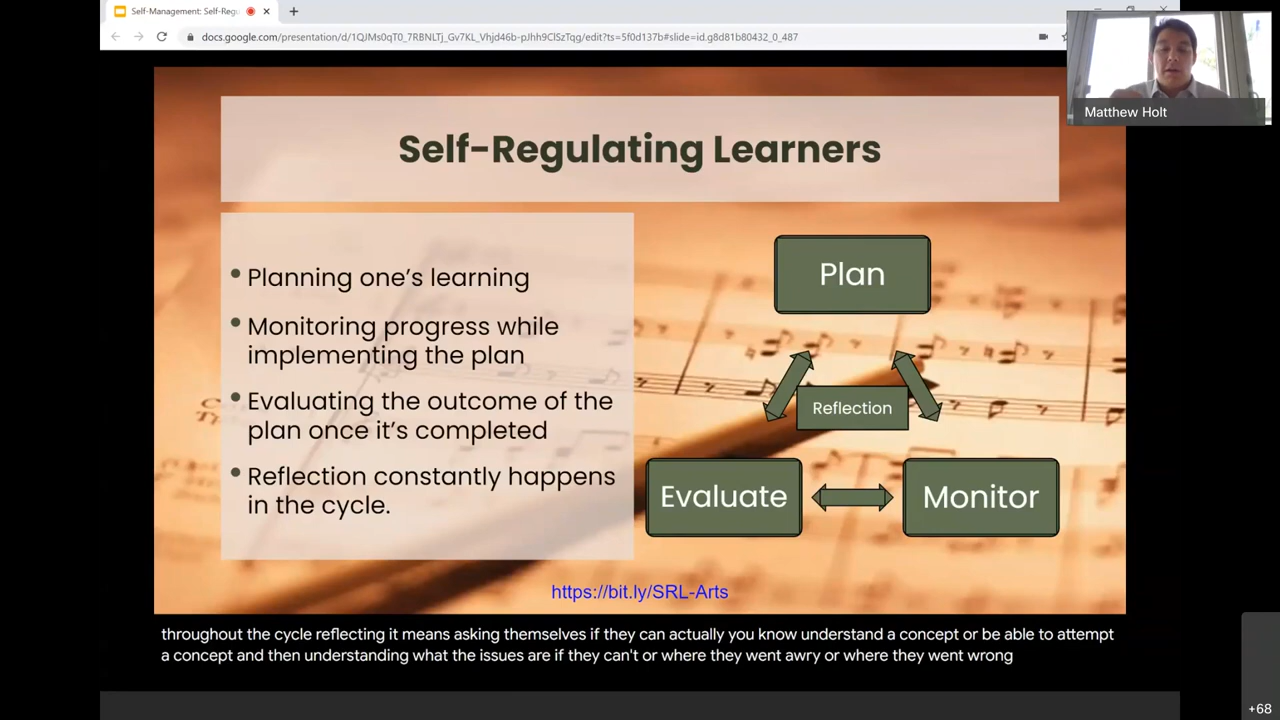 Self-Management: Self-Regu
docs.google.com/presentation/d/1QJMs0qT0_7RBNLTj_Gv7KL_Vhjd46b-pJhh9ClSzTqg/edit?ts=5f0d137b#slide=id.g8d81b80432_0_487
Matthew Holt
Self-Regulating Learners
• Planning one's learning
• Monitoring progress while
implementing the plan
• Evaluating the outcome of the
plan once it's completed
• Reflection constantly happens
in the cycle.
Plan
Reflection
Evaluate
Monitor
https://bit.ly/SRL-Arts
throughout the cycle reflecting it means asking themselves if they can actually you know understand a concept or be able to attempt
a concept and then understanding what the issues are if they can't or where they went awry or where they went wrong
+68